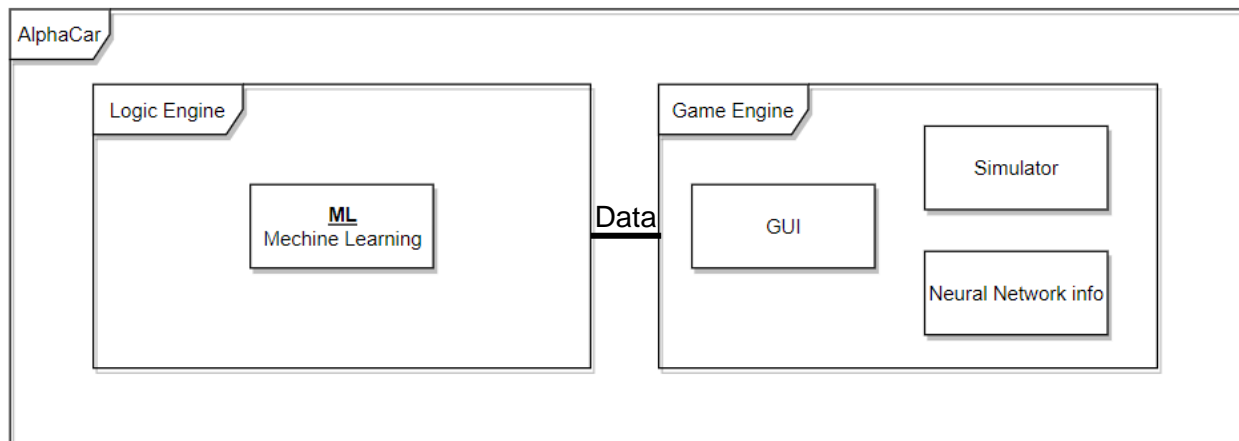 AlphaCar
Logic Engine
ML
Mechine Learning
Data
Game Engine
GUI
Simulator
Neural Network info